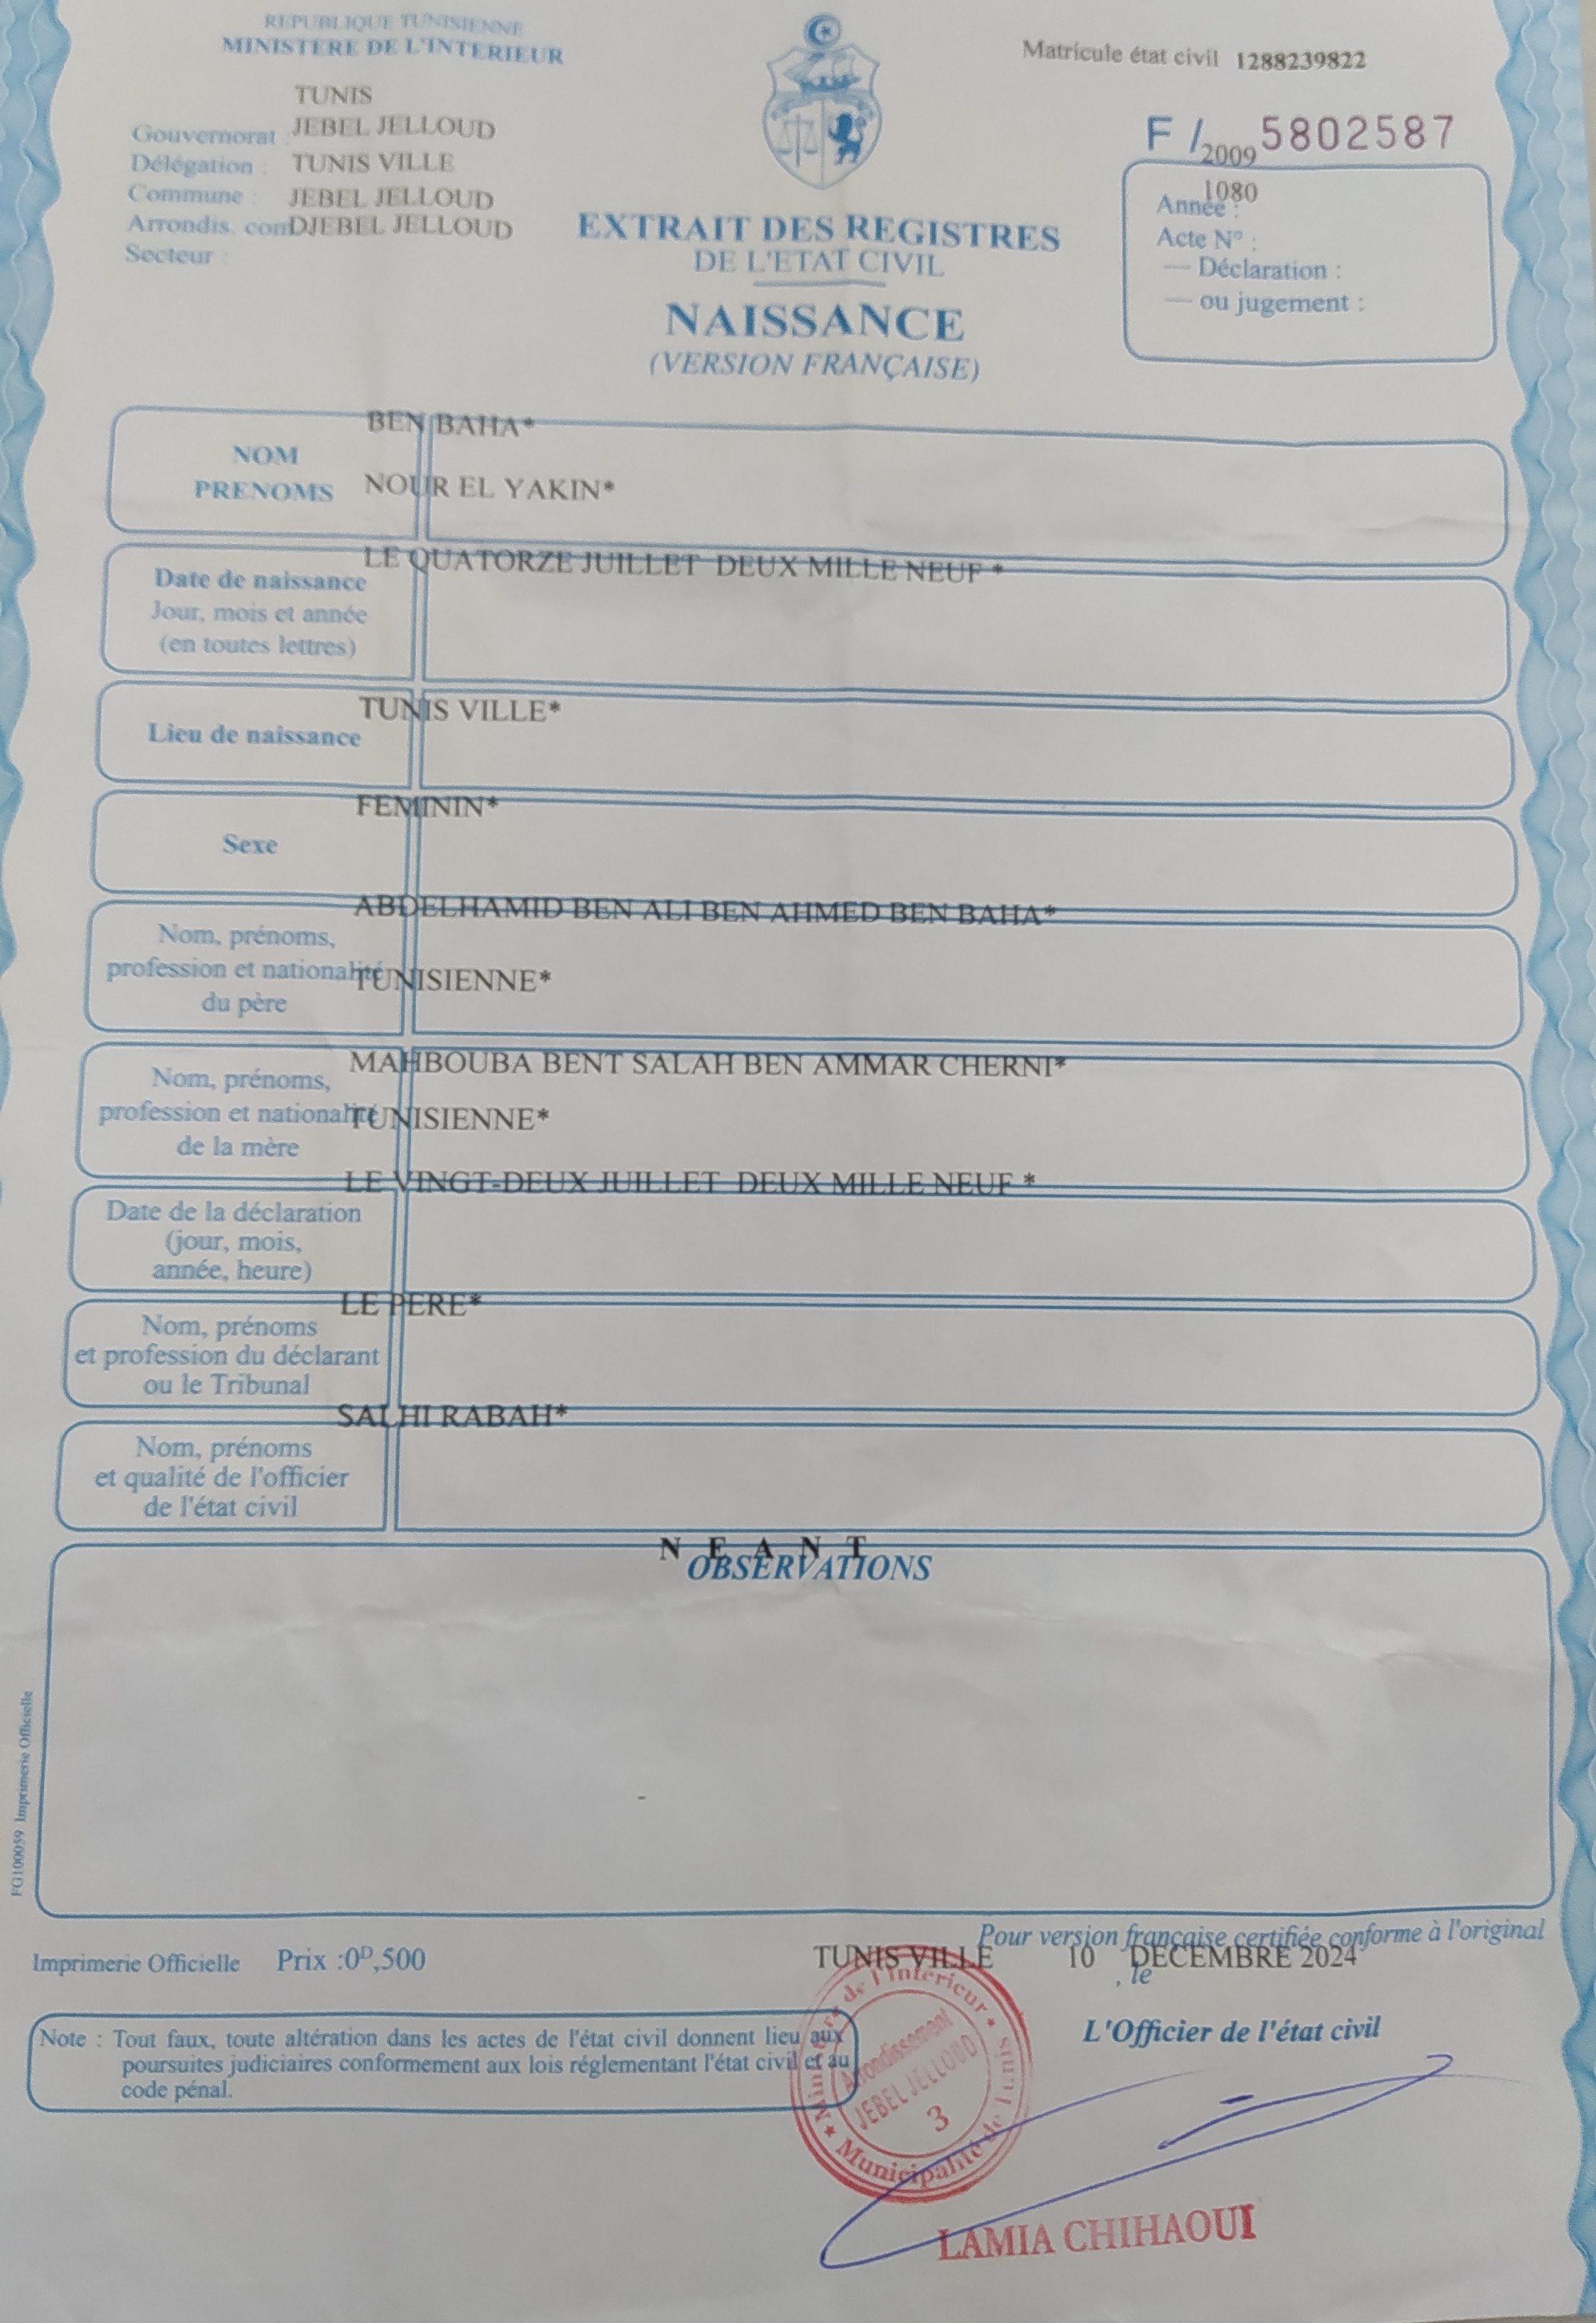 REPUBLIQUE TUNISIENNE
MINISTERE DE L'INTERIEUR
Matricule état civil 1288239822
TUNIS
Gouvernorat : JEBEL JELLOUD
Délégation : TUNIS VILLE
Commune : JEBEL JELLOUD
Arrondis. com DJEBEL JELLOUD
Secteur :
F / 2009 5802587
1080
Année :
Acte N° :
— Déclaration :
— ou jugement :
EXTRAIT DES REGISTRES
DE L'ETAT CIVIL
NAISSANCE
(VERSION FRANÇAISE)
BEN BAHA*
NOM
PRENOMS NOUR EL YAKIN*
LE QUATORZE JUILLET DEUX MILLE NEUF *
Date de naissance
Jour, mois et année
(en toutes lettres)
TUNIS VILLE*
Lieu de naissance
FEMININ*
Sexe
ABDELHAMID BEN ALI BEN AHMED BEN BAHA*
Nom, prénoms,
profession et nationalité TUNISIENNE*
du père
MAHBOUBA BENT SALAH BEN AMMAR CHERNI*
Nom, prénoms,
profession et nationalité TUNISIENNE*
de la mère
LE VINGT-DEUX JUILLET DEUX MILLE NEUF *
Date de la déclaration
(jour, mois,
année, heure)
LE PERE*
Nom, prénoms
et profession du déclarant
ou le Tribunal
SALHI RABAH*
Nom, prénoms
et qualité de l'officier
de l'état civil
N E A N T
OBSERVATIONS
FG100059 Imprimerie Officielle
Pour version française certifiée conforme à l'original
Imprimerie Officielle Prix :0D,500
TUNIS VILLE 10 DECEMBRE 2024
, le
L'Officier de l'état civil
Note : Tout faux, toute altération dans les actes de l'état civil donnent lieu aux
poursuites judiciaires conformement aux lois réglementant l'état civil et au
code pénal.
Ministère de l'Intérieur
Municipalité de Tunis
Arrondissement
JEBEL JELLOUD
3
LAMIA CHIHAOUI